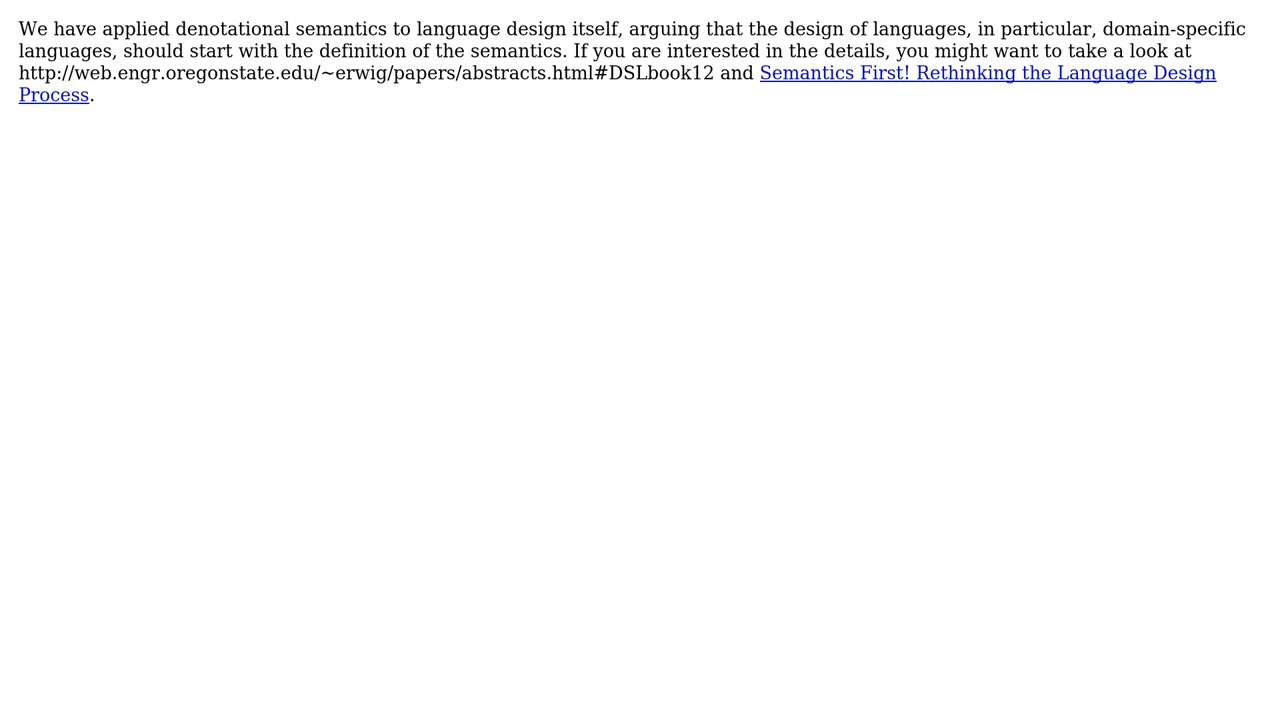 We have applied denotational semantics to language design itself, arguing that the design of languages, in particular, domain-specific
languages, should start with the definition of the semantics. If you are interested in the details, you might want to take a look at
http://web.engr.oregonstate.edu/~erwig/papers/abstracts.html#DSLbook12 and Semantics First! Rethinking the Language Design
Process.